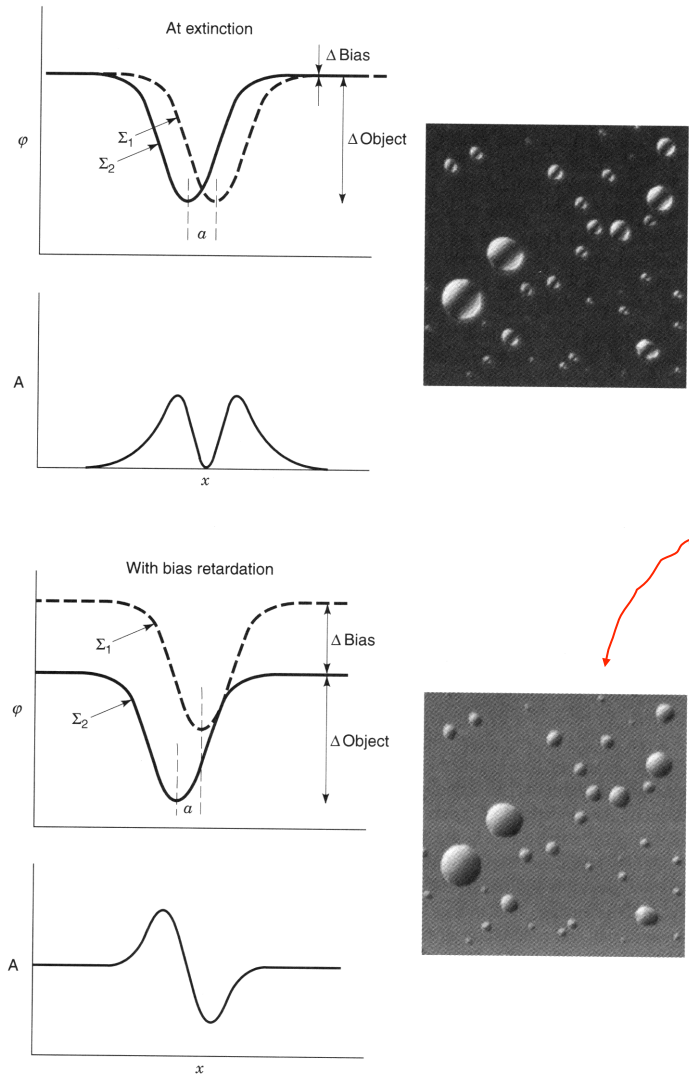 At extinction
Δ Bias
φ
Σ₁
Σ₂
Δ Object
a
A
x
With bias retardation
Σ₁
Δ Bias
φ
Σ₂
Δ Object
a
A
x